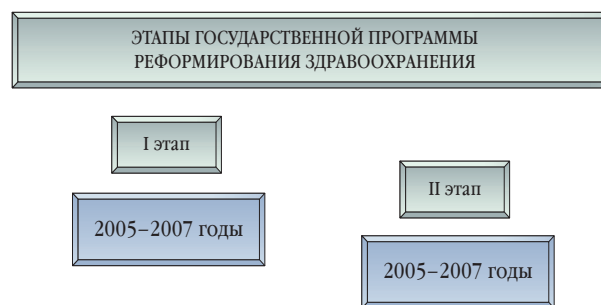 ЭТАПЫ ГОСУДАРСТВЕННОЙ ПРОГРАММЫ
РЕФОРМИРОВАНИЯ ЗДРАВООХРАНЕНИЯ
I этап
2005–2007 годы
II этап
2005–2007 годы